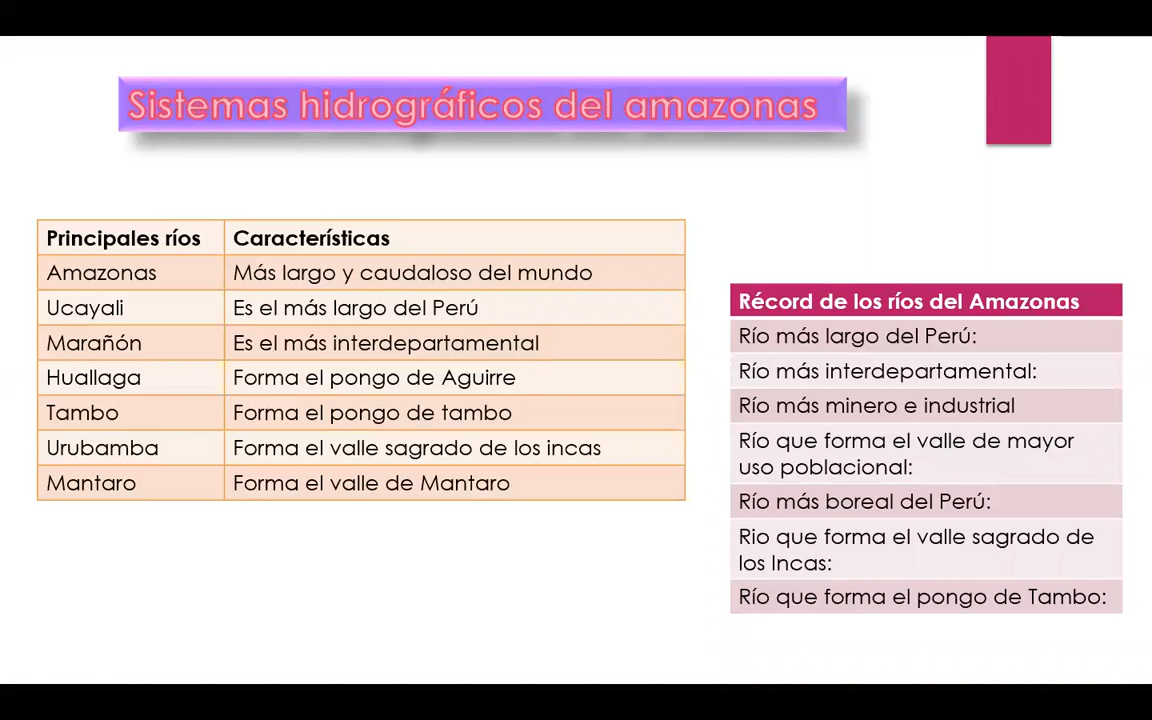 Sistemas hidrográficos del amazonas
Principales ríos Características
Amazonas Más largo y caudaloso del mundo
Ucayali Es el más largo del Perú
Marañón Es el más interdepartamental
Huallaga Forma el pongo de Aguirre
Tambo Forma el pongo de tambo
Urubamba Forma el valle sagrado de los incas
Mantaro Forma el valle de Mantaro
Récord de los ríos del Amazonas
Río más largo del Perú:
Río más interdepartamental:
Río más minero e industrial
Río que forma el valle de mayor
uso poblacional:
Río más boreal del Perú:
Rio que forma el valle sagrado de
los Incas:
Río que forma el pongo de Tambo: